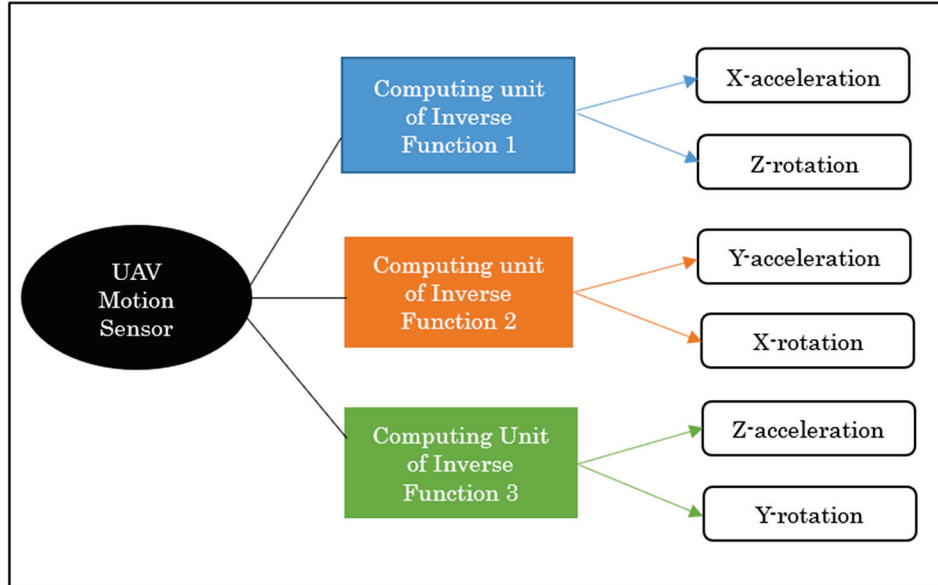 UAV
Motion
Sensor
Computing unit
of Inverse
Function 1
X-acceleration
Z-rotation
Computing unit
of Inverse
Function 2
Y-acceleration
X-rotation
Computing Unit
of Inverse
Function 3
Z-acceleration
Y-rotation